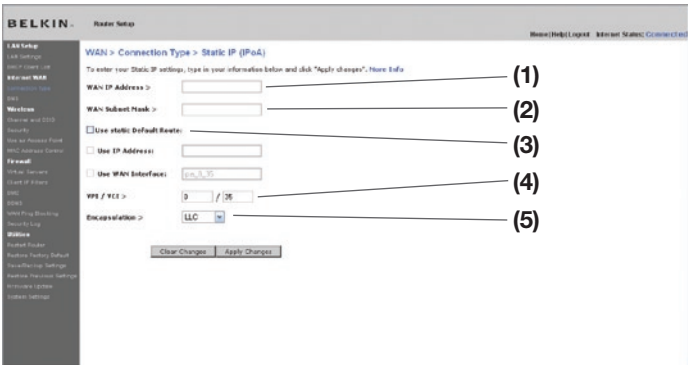 BELKIN.
Router Setup
Home|Help|Logout Internet Status: Connected
LAN Setup
LAN Settings
DHCP Client List
Internet WAN
Connection Type
DNS
Wireless
Channel and SSID
Security
Use as Access Point
MAC Address Control
Firewall
Virtual Servers
Client IP Filters
DMZ
DDNS
WAN Ping Blocking
Security Log
Utilities
Restart Router
Restore Factory Default
Save/Backup Settings
Restore Previous Settings
Firmware Update
System Settings
WAN > Connection Type > Static IP (IPoA)
To enter your Static IP settings, type in your information below and click "Apply changes". More Info
WAN IP Address >
(1)
WAN Subnet Mask >
(2)
Use static Default Route:
(3)
Use IP Address:
Use WAN Interface:
VPI / VCI >
/ 35
(4)
Encapsulation >
LLC
(5)
Clear Changes
Apply Changes